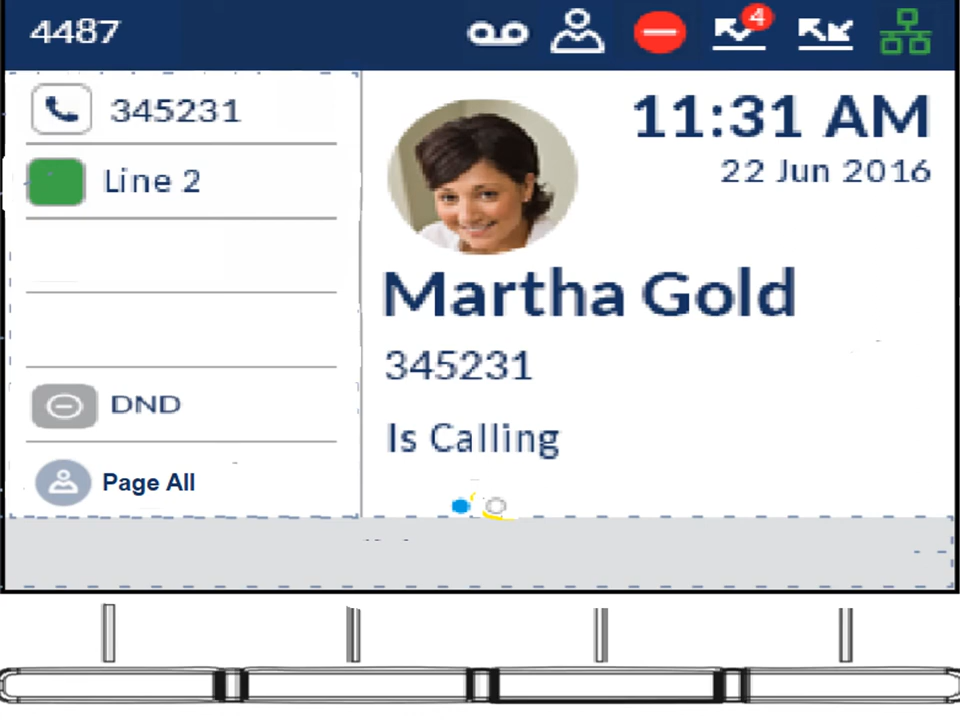 4487
4
345231
Line 2
DND
Page All
11:31 AM
22 Jun 2016
Martha Gold
345231
Is Calling